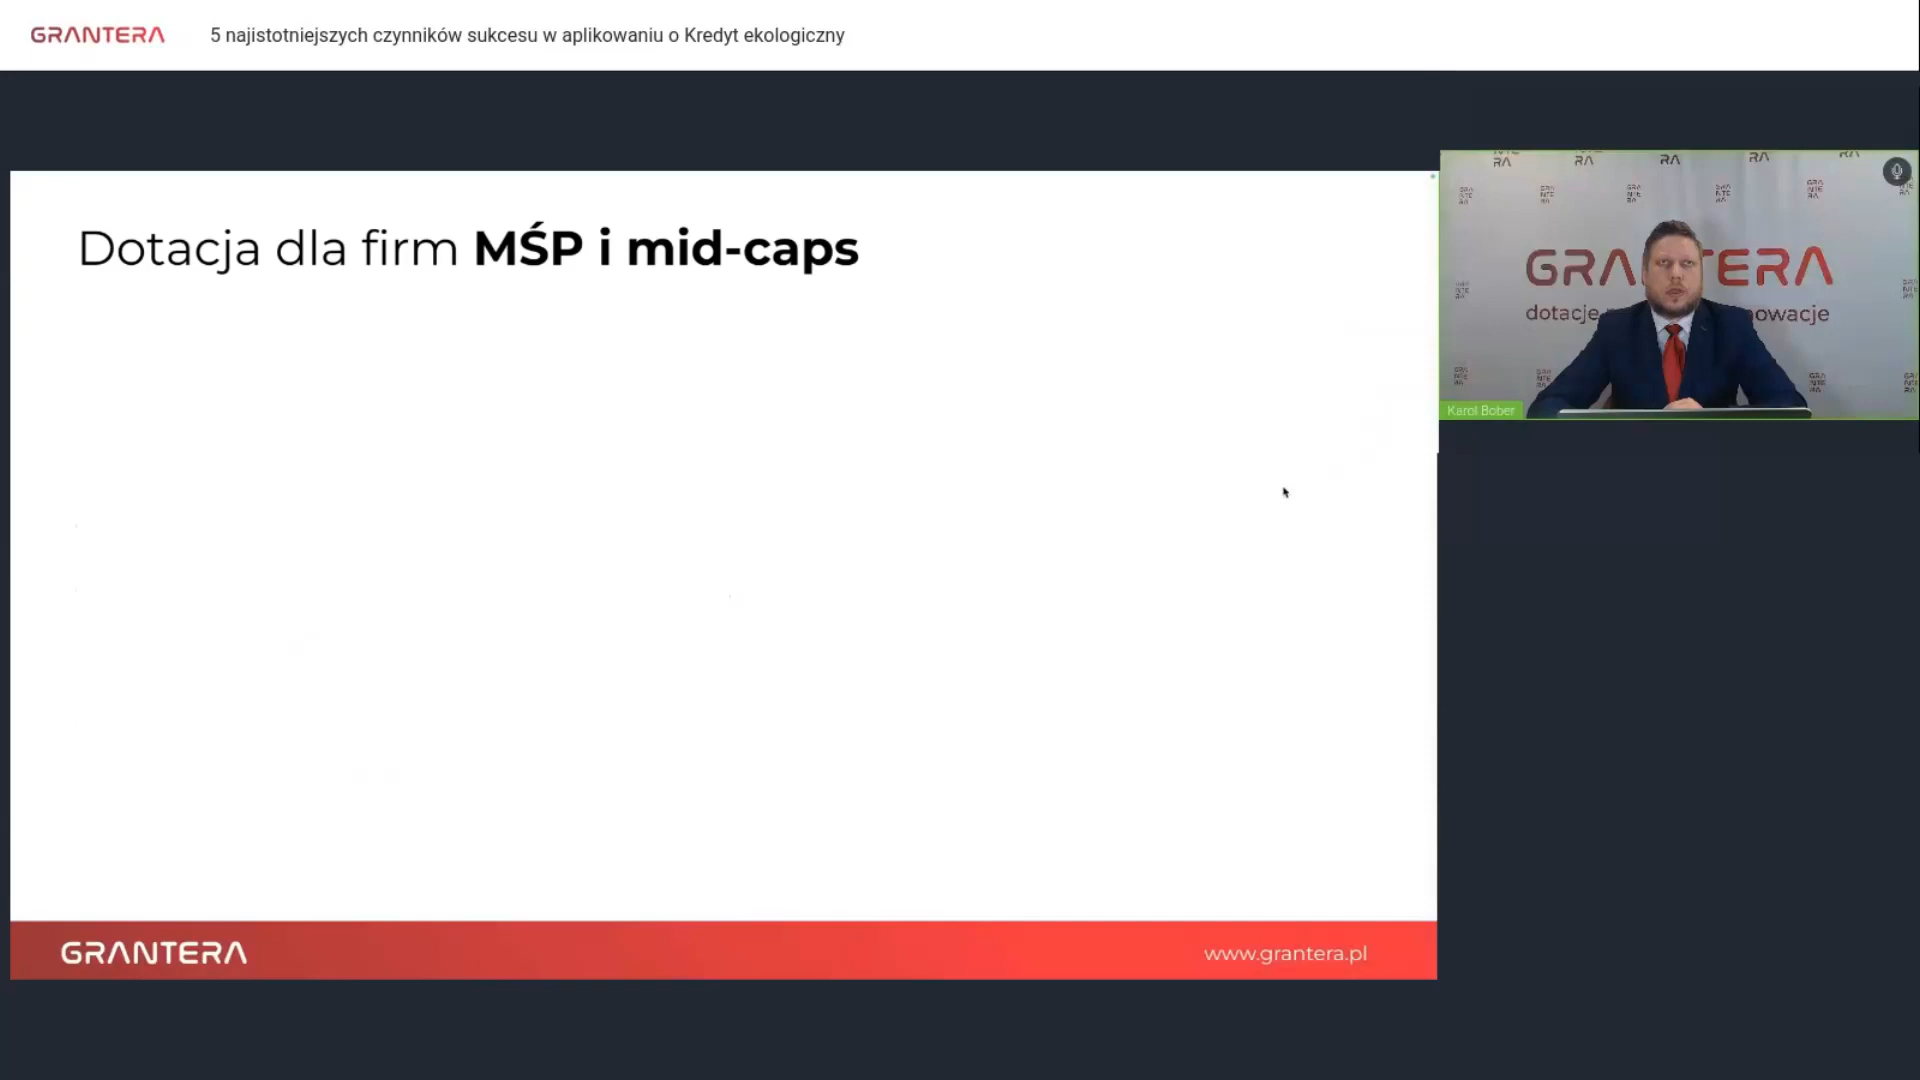 GRANTERA
5 najistotniejszych czynników sukcesu w aplikowaniu o Kredyt ekologiczny
Dotacja dla firm MŚP i mid-caps
GRANTERA
dotacje
Karol Bober
GRANTERA
www.grantera.pl